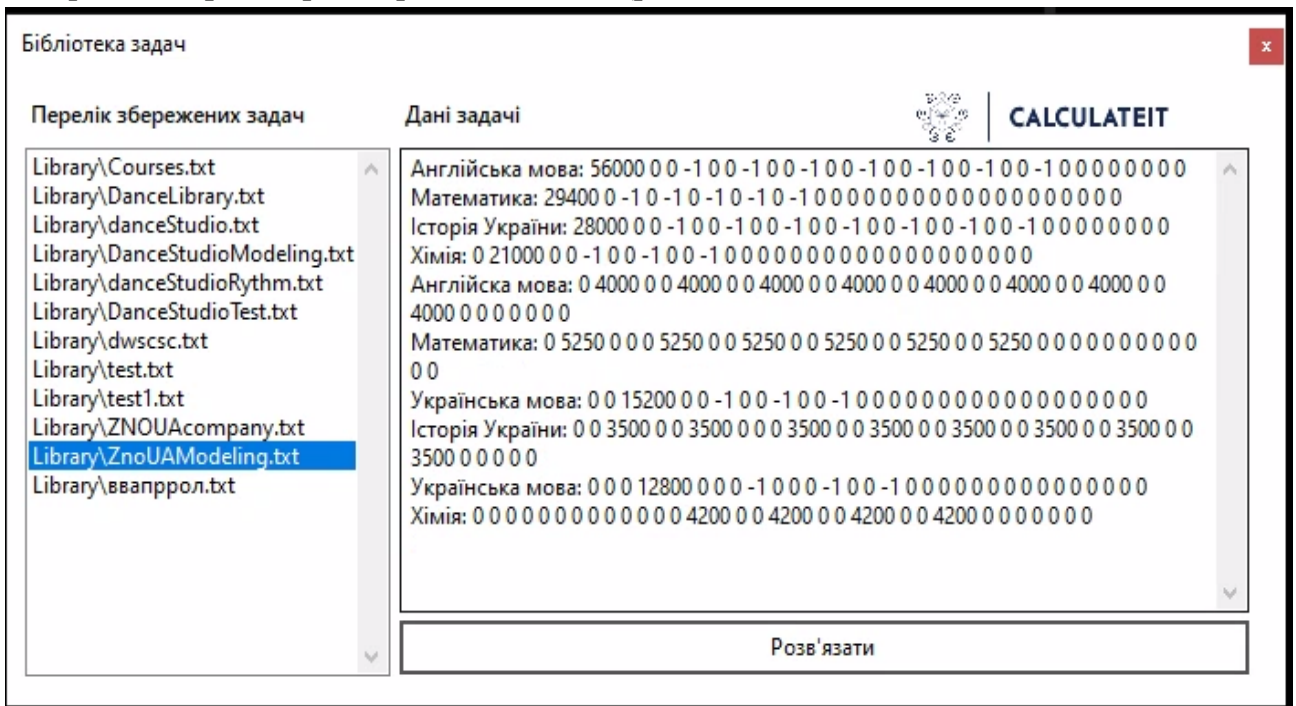 Бібліотека задач
x
Перелік збережених задач
Дані задачі
CALCULATEIT
Library\Courses.txt
Library\DanceLibrary.txt
Library\danceStudio.txt
Library\DanceStudioModeling.txt
Library\danceStudioRythm.txt
Library\DanceStudioTest.txt
Library\dwscsc.txt
Library\test.txt
Library\test1.txt
Library\ZNOUAcompany.txt
Library\ZnoUAModeling.txt
Library\ввапррол.txt
Англійська мова: 56000 0 0 -1 0 0 -1 0 0 -1 0 0 -1 0 0 -1 0 0 -1 0 0 -1 0 0 0 0 0 0 0 0
Математика: 29400 0 -1 0 -1 0 -1 0 -1 0 -1 0 0 0 0 0 0 0 0 0 0 0 0 0 0 0 0 0 0
Історія України: 28000 0 0 -1 0 0 -1 0 0 -1 0 0 -1 0 0 -1 0 0 -1 0 0 -1 0 0 0 0 0 0 0 0
Хімія: 0 21000 0 0 -1 0 0 -1 0 0 -1 0 0 0 0 0 0 0 0 0 0 0 0 0 0 0 0 0 0
Англійска мова: 0 4000 0 0 4000 0 0 4000 0 0 4000 0 0 4000 0 0 4000 0 0 4000 0 0
4000 0 0 0 0 0 0 0
Математика: 0 5250 0 0 0 5250 0 0 5250 0 0 5250 0 0 5250 0 0 5250 0 0 0 0 0 0 0 0 0 0
0 0
Українська мова: 0 0 15200 0 0 -1 0 0 -1 0 0 -1 0 0 0 0 0 0 0 0 0 0 0 0 0 0 0 0
Історія України: 0 0 3500 0 0 3500 0 0 0 3500 0 0 3500 0 0 3500 0 0 3500 0 0 3500 0 0
3500 0 0 0 0 0
Українська мова: 0 0 0 12800 0 0 0 -1 0 0 0 -1 0 0 -1 0 0 0 0 0 0 0 0 0 0 0 0 0 0
Хімія: 0 0 0 0 0 0 0 0 0 0 0 0 0 4200 0 0 4200 0 0 4200 0 0 4200 0 0 0 0 0 0 0
Розв'язати